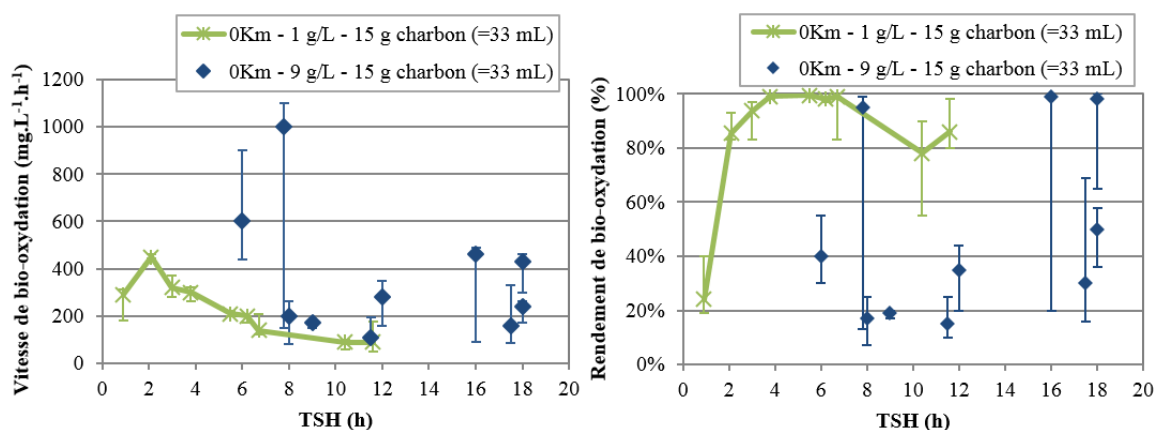 0Km - 1 g/L - 15 g charbon (=33 mL)
0Km - 9 g/L - 15 g charbon (=33 mL)
Vitesse de bio-oxydation (mg.L⁻¹.h⁻¹)
1200
1000
800
600
400
200
0
0 2 4 6 8 10 12 14 16 18 20
TSH (h)
0Km - 1 g/L - 15 g charbon (=33 mL)
0Km - 9 g/L - 15 g charbon (=33 mL)
Rendement de bio-oxydation (%)
100%
80%
60%
40%
20%
0%
0 2 4 6 8 10 12 14 16 18 20
TSH (h)